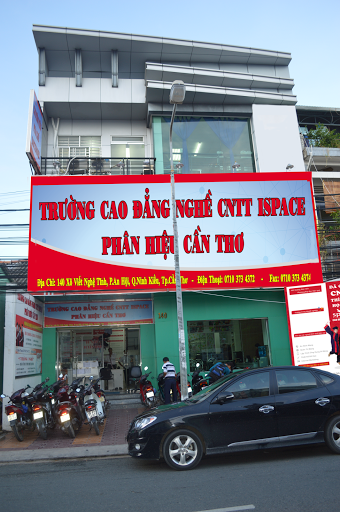 TRƯỜNG CAO ĐẲNG NGHỀ CNTT ISPACE
PHÂN HIỆU CẦN THƠ
Địa Chỉ: 140 Xô Viết Nghệ Tĩnh, P.An Hội, Q.Ninh Kiều, Tp.Cần Thơ - Điện Thoại: 0710 373 4372 - Fax: 0710 373 4374
TRƯỜNG CAO ĐẲNG NGHỀ CNTT ISPACE
PHÂN HIỆU CẦN THƠ